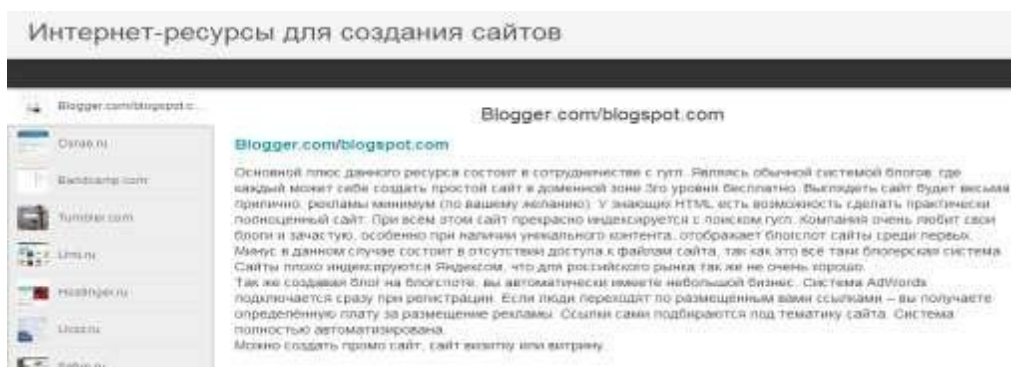 Интернет-ресурсы для создания сайтов
Blogger.com/blogspot.c...
Bandcamp.com
Tumbler.com
Hostinger.ru
Ucoz.ru
Blogger.com/blogspot.com
Blogger.com/blogspot.com
Основной плюс данного ресурса состоит в сотрудничестве с гугл. Являясь обычной системой блогов, где
каждый может себе создать простой сайт в доменной зоне 3го уровня бесплатно. Выглядеть сайт будет весьма
прилично, рекламы минимум (по вашему желанию). У знающих HTML, есть возможность сделать практически
полноценный сайт. При всём этом сайт прекрасно индексируется с поиском гугл. Компания очень любит свои
блоги и зачастую, особенно при наличии уникального контента, отображает блогспот сайты среди первых.
Минус в данном случае состоит в отсутствии доступа к файлам сайта, так как это всё таки блогерская система.
Сайты плохо индексируются Яндексом, что для российского рынка так же не очень хорошо.
Так же создавая блог на блогспоте, вы автоматически имеете небольшой бизнес. Система AdWords
подключается сразу при регистрации. Если люди переходят по размещённым вами ссылками – вы получаете
определённую плату за размещение рекламы. Ссылки сами подбираются под тематику сайта. Система
полностью автоматизирована.
Можно создать промо сайт, сайт визитку или витрину.